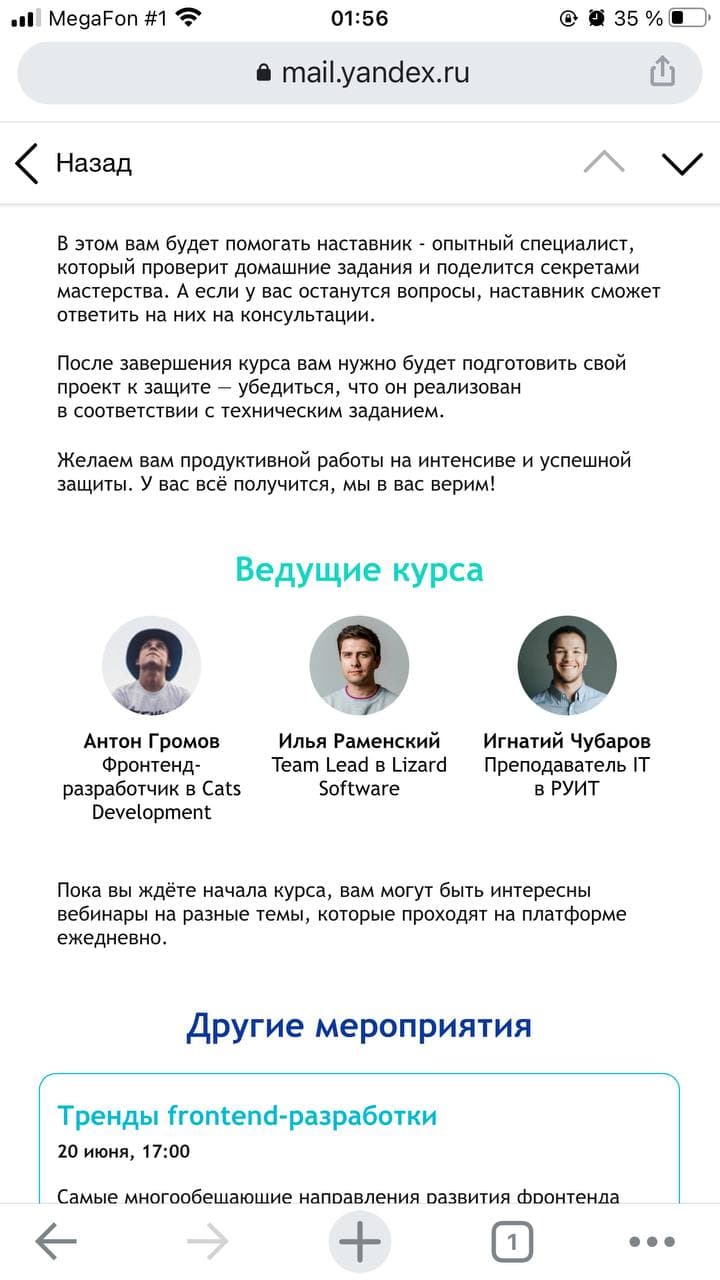 MegaFon #1 01:56 35 %
mail.yandex.ru
Назад
В этом вам будет помогать наставник - опытный специалист,
который проверит домашние задания и поделится секретами
мастерства. А если у вас останутся вопросы, наставник сможет
ответить на них на консультации.
После завершения курса вам нужно будет подготовить свой
проект к защите — убедиться, что он реализован
в соответствии с техническим заданием.
Желаем вам продуктивной работы на интенсиве и успешной
защиты. У вас всё получится, мы в вас верим!
Ведущие курса
Антон Громов
Фронтенд-
разработчик в Cats
Development
Илья Раменский
Team Lead в Lizard
Software
Игнатий Чубаров
Преподаватель IT
в РУИТ
Пока вы ждёте начала курса, вам могут быть интересны
вебинары на разные темы, которые проходят на платформе
ежедневно.
Другие мероприятия
Тренды frontend-разработки
20 июня, 17:00
Самые многообещающие направления развития фронтенда
1